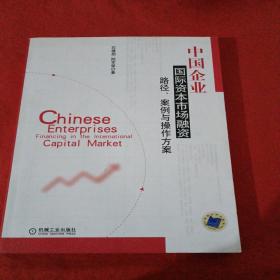 中国企业
国际资本市场融资
路径、案例与操作方案
Chinese
Enterprises
Financing in the International
Capital Market
机械工业出版社